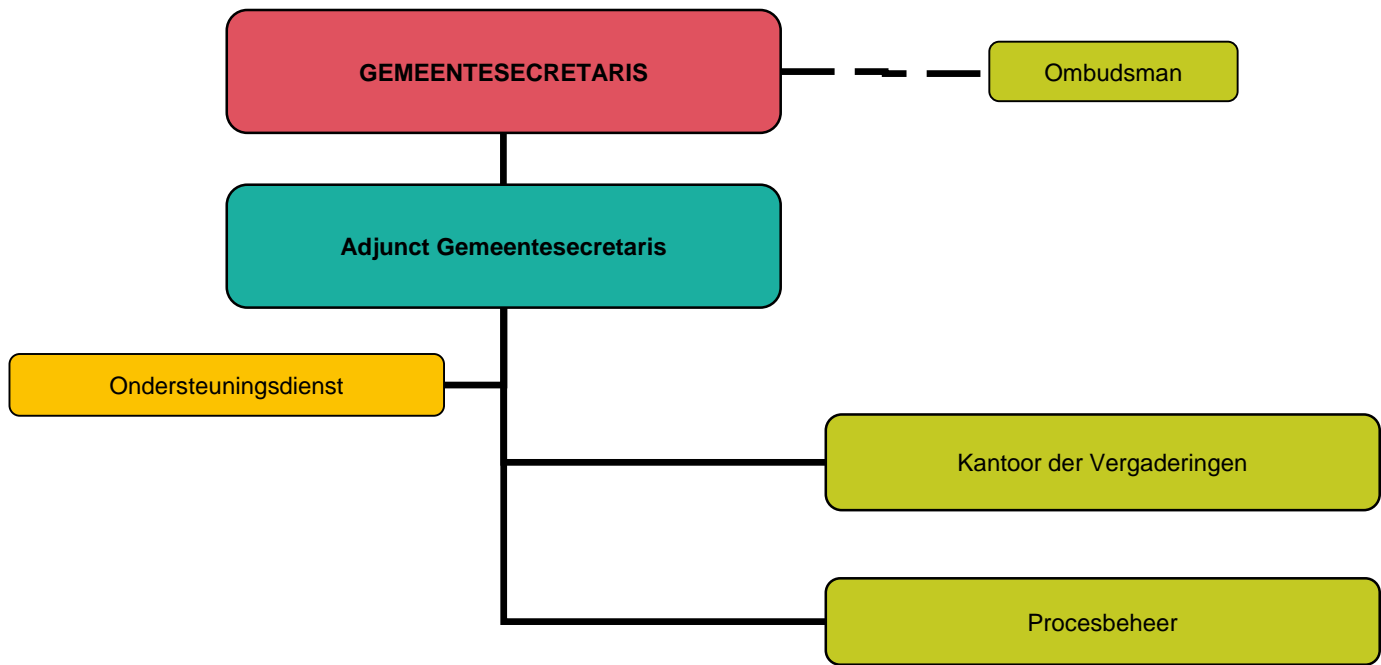 GEMEENTESECRETARIS
Ombudsman
Adjunct Gemeentesecretaris
Ondersteuningsdienst
Kantoor der Vergaderingen
Procesbeheer